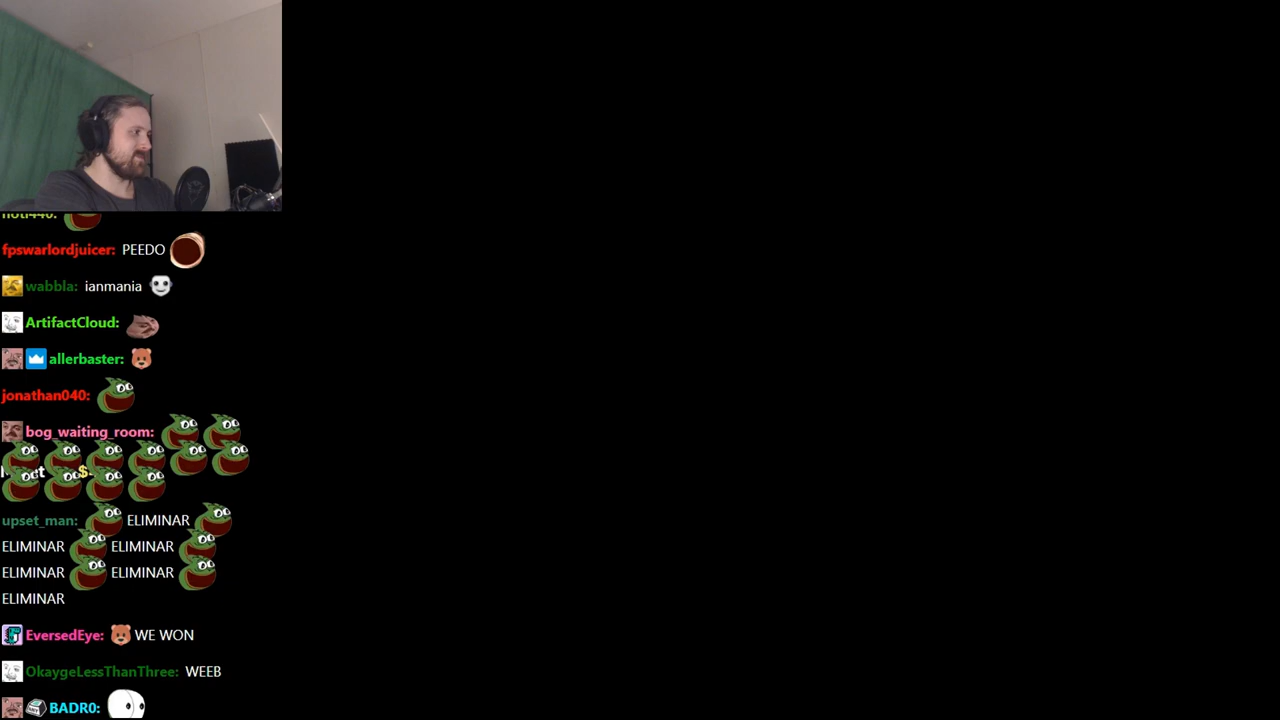 fpswarlordjuicer: PEEDO
wabbla: ianmania
ArtifactCloud:
allerbaster:
jonathan040:
bog_waiting_room:
upset_man: ELIMINAR
ELIMINAR ELIMINAR
ELIMINAR ELIMINAR
ELIMINAR
EversedEye: WE WON
OkaygeLessThanThree: WEEB
BADR0: